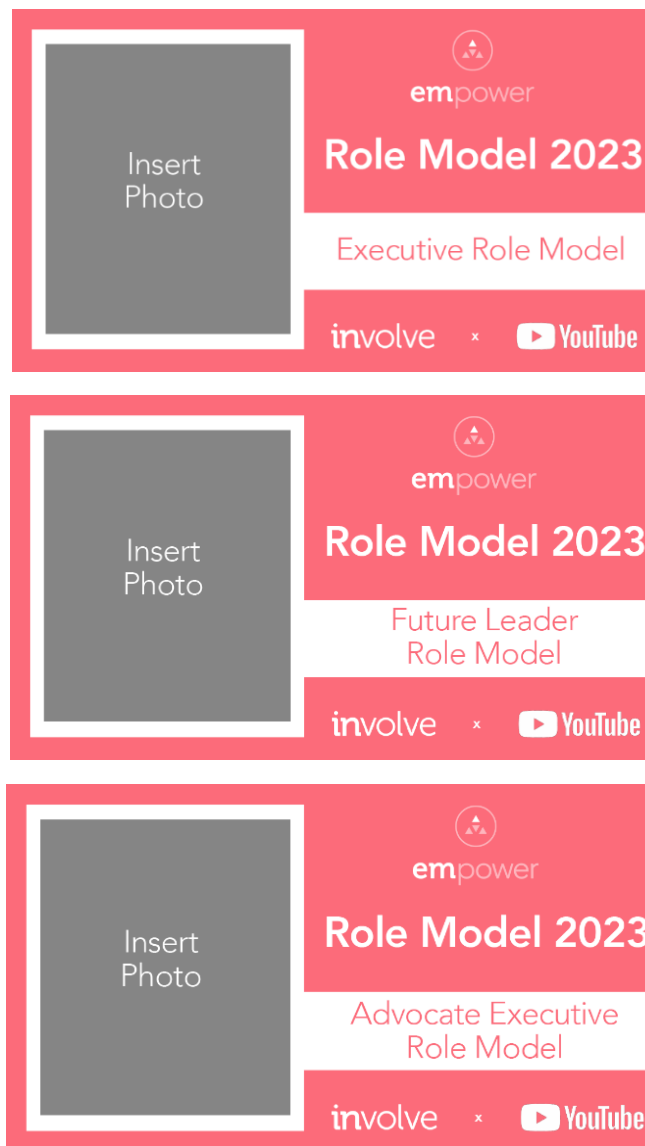 Insert
Photo
empower
Role Model 2023
Executive Role Model
involve x YouTube
Insert
Photo
empower
Role Model 2023
Future Leader
Role Model
involve x YouTube
Insert
Photo
empower
Role Model 2023
Advocate Executive
Role Model
involve x YouTube